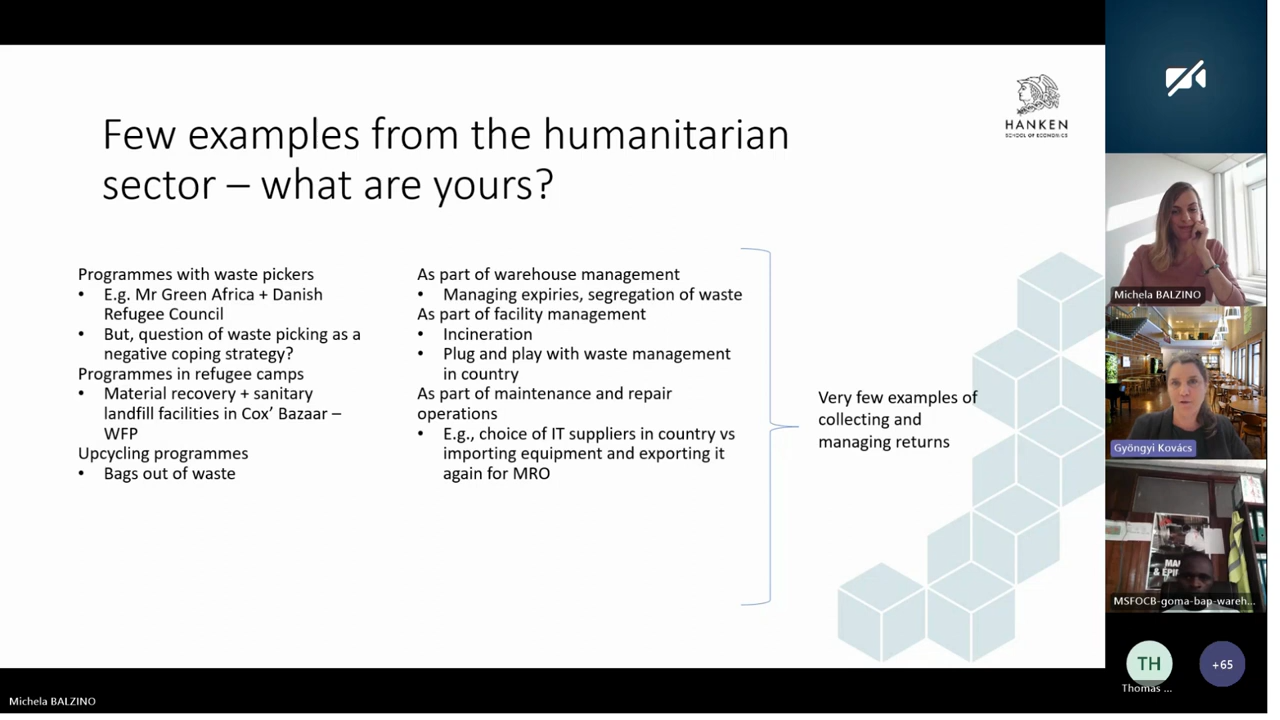 Few examples from the humanitarian
sector – what are yours?
HANKEN
SCHOOL OF ECONOMICS
Programmes with waste pickers
• E.g. Mr Green Africa + Danish
Refugee Council
• But, question of waste picking as a
negative coping strategy?
Programmes in refugee camps
• Material recovery + sanitary
landfill facilities in Cox’ Bazaar –
WFP
Upcycling programmes
• Bags out of waste
As part of warehouse management
• Managing expiries, segregation of waste
As part of facility management
• Incineration
• Plug and play with waste management
in country
As part of maintenance and repair
operations
• E.g., choice of IT suppliers in country vs
importing equipment and exporting it
again for MRO
Very few examples of
collecting and
managing returns
Michela BALZINO
Gyöngyi Kovács
MSFOCB-goma-bap-wareh...
TH
Thomas ...
+65
Michela BALZINO